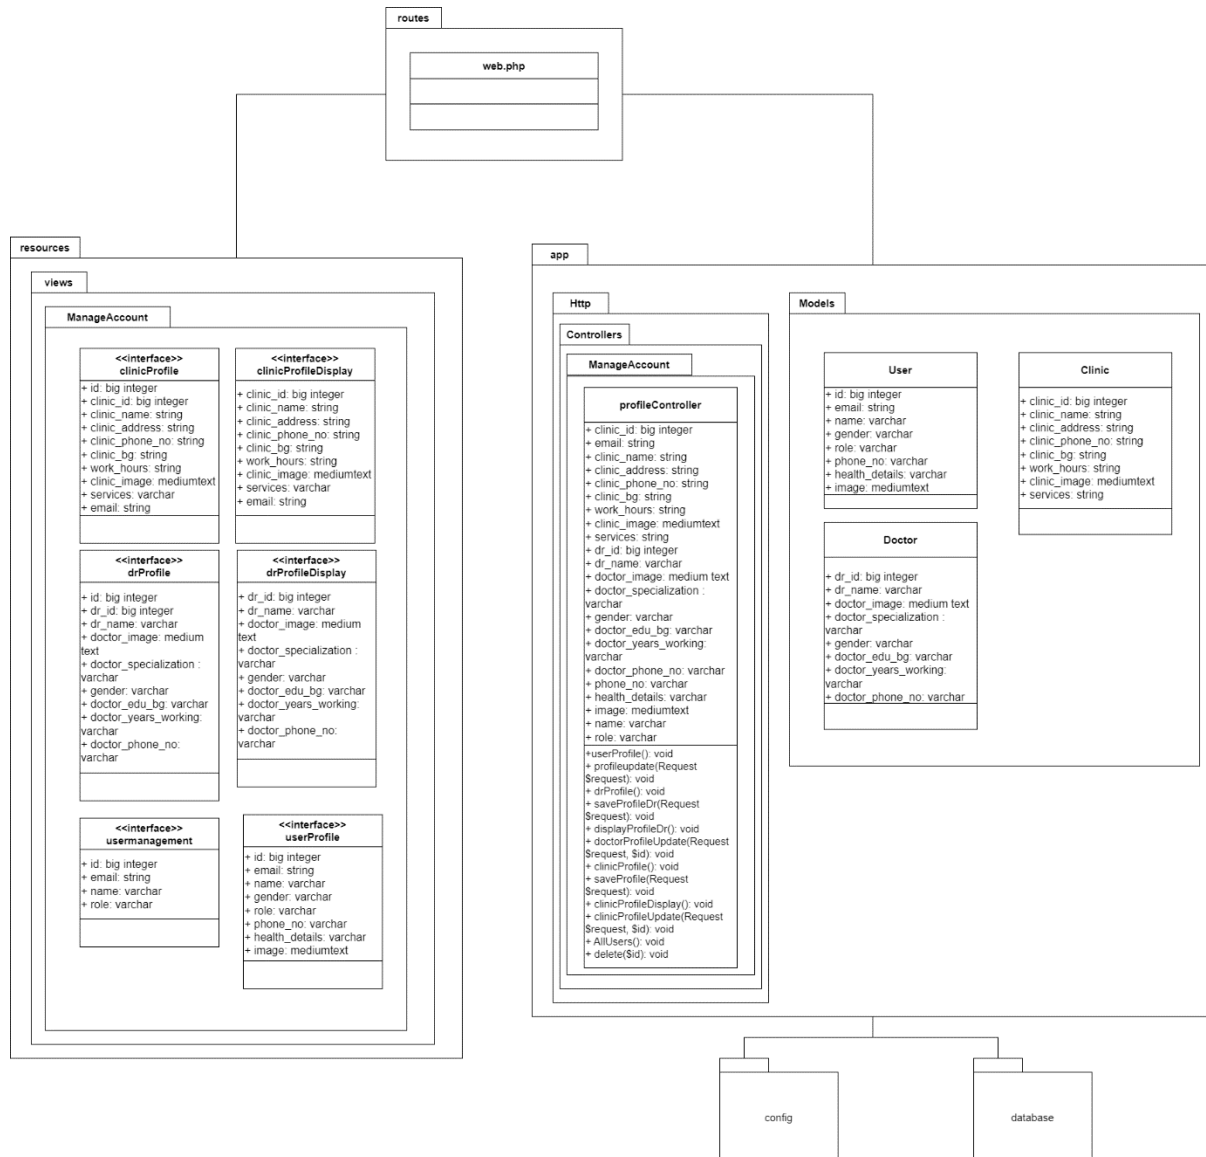 routes
web.php
resources
views
ManageAccount
<<interface>>
clinicProfile
+ id: big integer
+ clinic_id: big integer
+ clinic_name: string
+ clinic_address: string
+ clinic_phone_no: string
+ clinic_bg: string
+ work_hours: string
+ clinic_image: mediumtext
+ services: varchar
+ email: string
<<interface>>
clinicProfileDisplay
+ clinic_id: big integer
+ clinic_name: string
+ clinic_address: string
+ clinic_phone_no: string
+ clinic_bg: string
+ work_hours: string
+ clinic_image: mediumtext
+ services: varchar
+ email: string
<<interface>>
drProfile
+ id: big integer
+ dr_id: big integer
+ dr_name: varchar
+ doctor_image: medium
text
+ doctor_specialization :
varchar
+ gender: varchar
+ doctor_edu_bg: varchar
+ doctor_years_working:
varchar
+ doctor_phone_no:
varchar
<<interface>>
drProfileDisplay
+ dr_id: big integer
+ dr_name: varchar
+ doctor_image: medium
text
+ doctor_specialization :
varchar
+ gender: varchar
+ doctor_edu_bg: varchar
+ doctor_years_working:
varchar
+ doctor_phone_no:
varchar
<<interface>>
usermanagement
+ id: big integer
+ email: string
+ name: varchar
+ role: varchar
<<interface>>
userProfile
+ id: big integer
+ email: string
+ name: varchar
+ gender: varchar
+ role: varchar
+ phone_no: varchar
+ health_details: varchar
+ image: mediumtext
app
Http
Controllers
ManageAccount
profileController
+ clinic_id: big integer
+ email: string
+ clinic_name: string
+ clinic_address: string
+ clinic_phone_no: string
+ clinic_bg: string
+ work_hours: string
+ clinic_image: mediumtext
+ services: string
+ dr_id: big integer
+ dr_name: varchar
+ doctor_image: medium text
+ doctor_specialization :
varchar
+ gender: varchar
+ doctor_edu_bg: varchar
+ doctor_years_working:
varchar
+ doctor_phone_no: varchar
+ phone_no: varchar
+ health_details: varchar
+ image: mediumtext
+ name: varchar
+ role: varchar
+userProfile(): void
+ profileupdate(Request
$request): void
+ drProfile(): void
+ saveProfileDr(Request
$request): void
+ displayProfileDr(): void
+ doctorProfileUpdate(Request
$request, $id): void
+ clinicProfile(): void
+ saveProfile(Request
$request): void
+ clinicProfileDisplay(): void
+ clinicProfileUpdate(Request
$request, $id): void
+ AllUsers(): void
+ delete($id): void
Models
User
+ id: big integer
+ email: string
+ name: varchar
+ gender: varchar
+ role: varchar
+ phone_no: varchar
+ health_details: varchar
+ image: mediumtext
Clinic
+ clinic_id: big integer
+ clinic_name: string
+ clinic_address: string
+ clinic_phone_no: string
+ clinic_bg: string
+ work_hours: string
+ clinic_image: mediumtext
+ services: string
Doctor
+ dr_id: big integer
+ dr_name: varchar
+ doctor_image: medium text
+ doctor_specialization :
varchar
+ gender: varchar
+ doctor_edu_bg: varchar
+ doctor_years_working:
varchar
+ doctor_phone_no: varchar
config
database